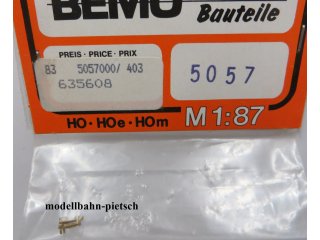 BEMO
Bauteile
PREIS · PRICE · PRIX
83 5057000/ 403
635608
5057
HO · HOe · HOm M 1:87
modellbahn-pietsch